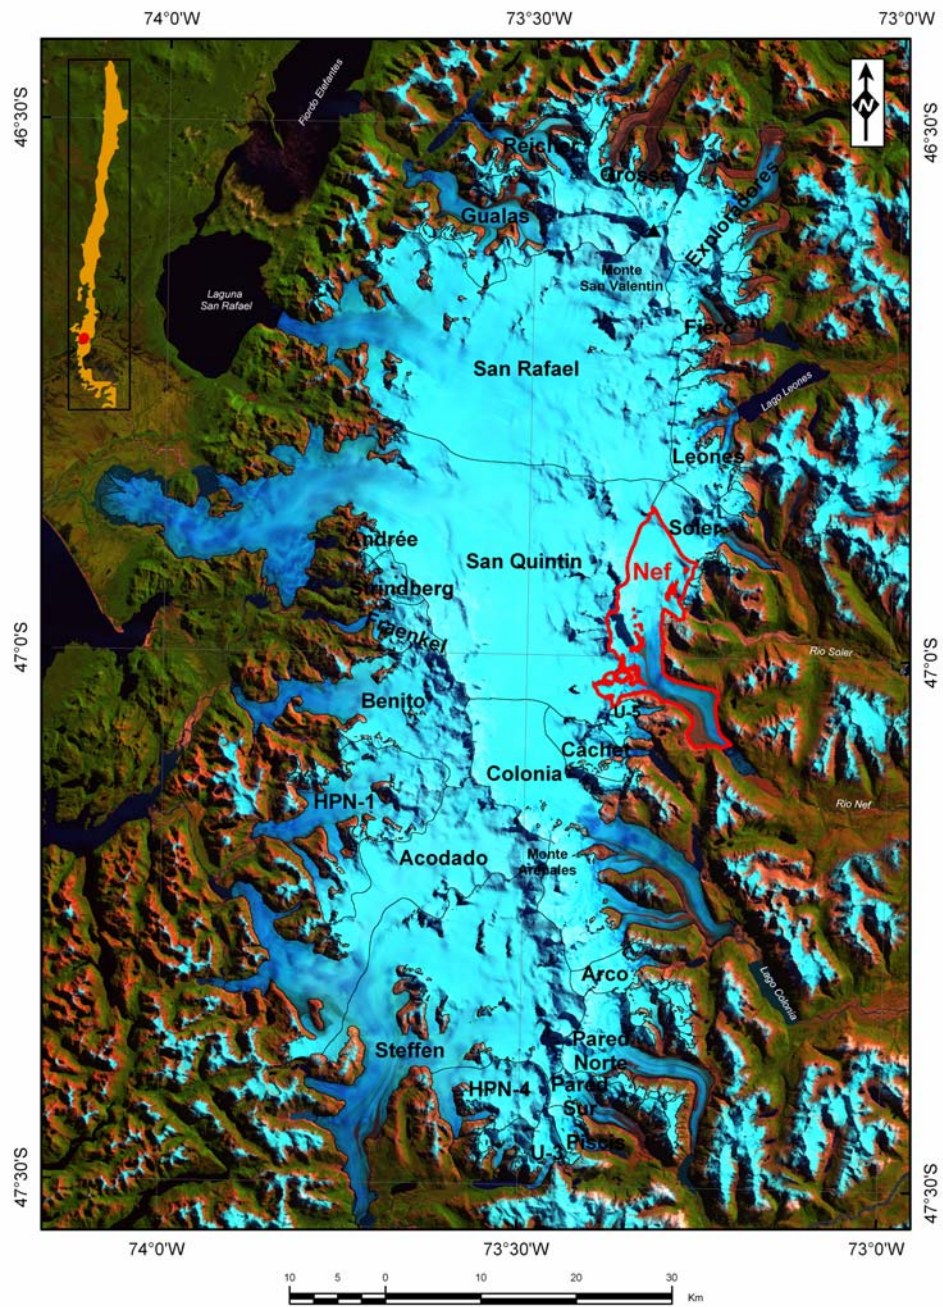 74°0'W
73°30'W
73°0'W
46°30'S
47°0'S
47°30'S
N
46°30'S
47°0'S
47°30'S
Fiordo Elefantes
Reicher
Grosse
Gualas
Exploradores
Monte
San Valentin
Laguna
San Rafael
Fiero
San Rafael
Lago Leones
Leones
Soler
Andrée
San Quintin
Nef
Strindberg
Fraenkel
Rio Soler
Benito
U-5
Cachet
Colonia
HPN-1
Rio Nef
Acodado
Monte
Arenales
Arco
Lago Colonia
Steffen
Pared
Norte
HPN-4
Pared
Sur
Piscis
U-3
74°0'W
73°30'W
73°0'W
10 5 0 10 20 30
Km